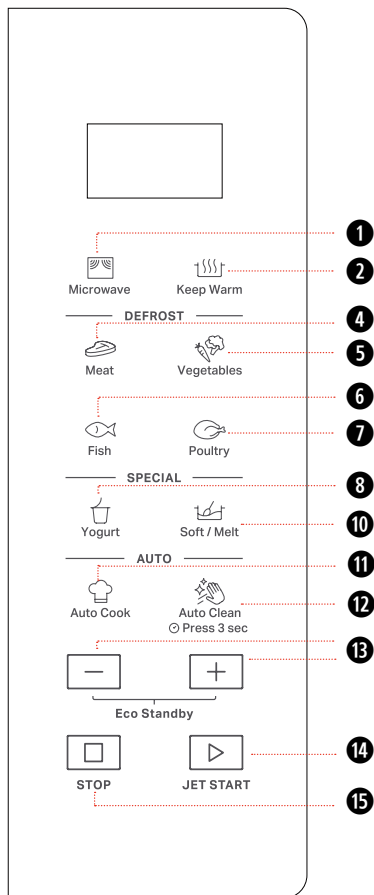 1
Microwave Keep Warm 2
DEFROST 4
Meat Vegetables 5
6
Fish Poultry 7
SPECIAL 8
Yogurt Soft / Melt 10
AUTO 11
Auto Cook Auto Clean 12
Press 3 sec
13
− +
Eco Standby
14
STOP JET START
15